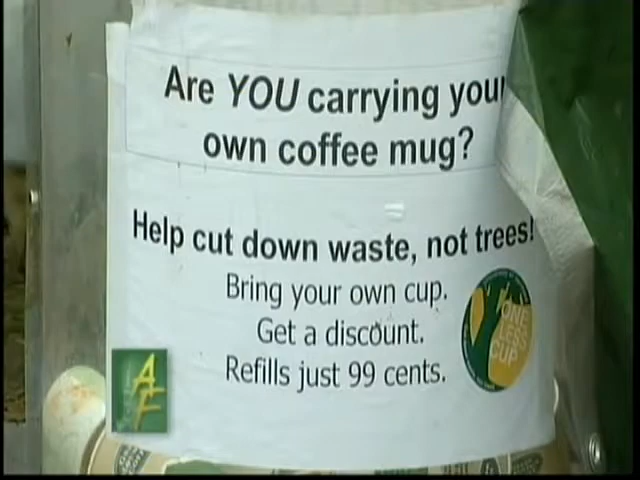 Are YOU carrying your
own coffee mug?
Help cut down waste, not trees!
Bring your own cup.
Get a discount.
Refills just 99 cents.
AE
ONE
CUP